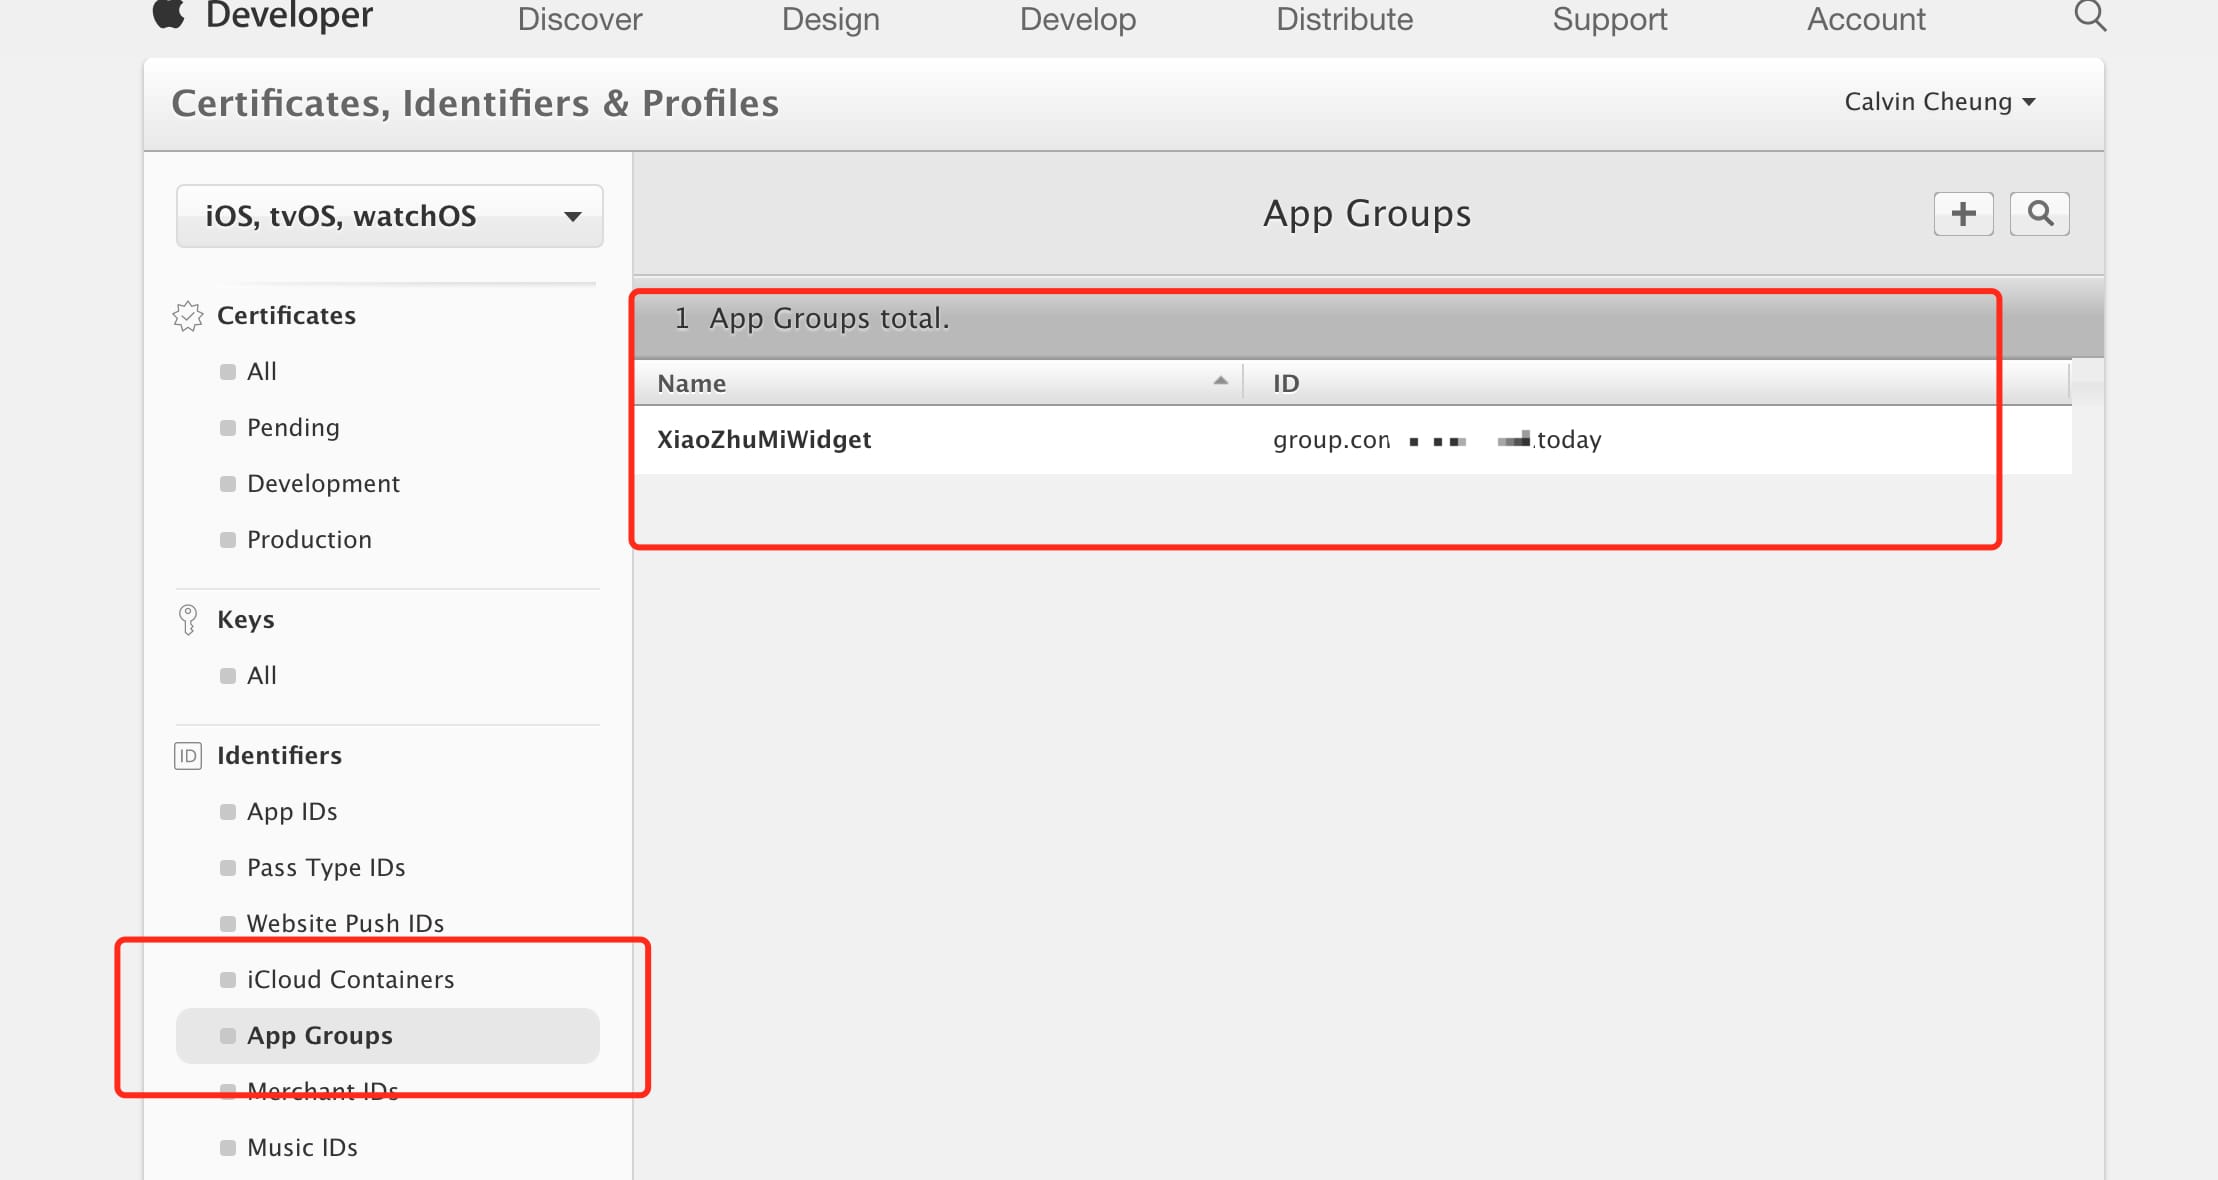 Developer Discover Design Develop Distribute Support Account
Certificates, Identifiers & Profiles
Calvin Cheung
iOS, tvOS, watchOS
Certificates
All
Pending
Development
Production
Keys
All
ID Identifiers
App IDs
Pass Type IDs
Website Push IDs
iCloud Containers
App Groups
Merchant IDs
Music IDs
App Groups
1 App Groups total.
Name ID
XiaoZhuMiWidget group.con .today